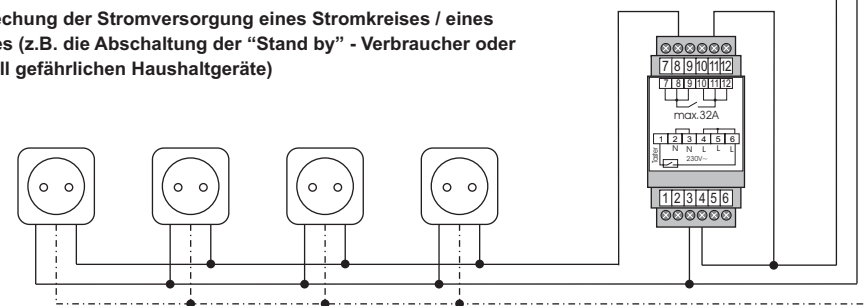 echung der Stromversorgung eines Stromkreises / eines
es (z.B. die Abschaltung der “Stand by” - Verbraucher oder
ll gefährlichen Haushaltgeräte)
7 8 9 10 11 12
7 8 9 10 11 12
max.32A
1 2 3 4 5 6
N N L L L
230V~
Taster
1 2 3 4 5 6